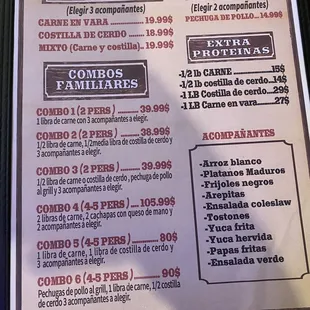 (Elegir 3 acompañantes)
CARNE EN VARA ........... 19.99$
COSTILLA DE CERDO ....... 18.99$
MIXTO (Carne y costilla).. 19.99$
COMBOS
FAMILIARES
COMBO 1 (2 PERS) ......... 39.99$
1 libra de carne con 3 acompañantes a elegir.
COMBO 2 (2 PERS) ......... 38.99$
1/2 libra de carne, 1/2media libra de costilla de cerdo y
3 acompañantes a elegir.
COMBO 3 (2 PERS) ......... 39.99$
1/2 libra de carne o costilla de cerdo , pechuga de pollo
al grill y 3 acompañantes a elegir.
COMBO 4 (4-5 PERS) .... 105.99$
2 libras de carne, 2 cachapas con queso de mano y
2 acompañantes a elegir.
COMBO 5 (4-5 PERS) ........... 80$
1 libra de carne, 1 libra de costilla de cerdo y
3 acompañantes a elegir.
COMBO 6 (4-5 PERS) ........... 90$
Pechugas de pollo al grill, 1 libra de carne, 1/2 costilla
de cerdo 3 acompañantes a elegir.
(Elegir 2 acompañantes)
PECHUGA DE POLLO... 14.99$
EXTRA
PROTEINAS
-1/2 lb CARNE .............. 15$
-1/2 lb costilla de cerdo.. 14$
-1 LB Costilla de cerdo... 29$
-1 LB Carne en vara....... 27$
ACOMPAÑANTES
-Arroz blanco
-Platanos Maduros
-Frijoles negros
-Arepitas
-Ensalada coleslaw
-Tostones
-Yuca frita
-Yuca hervida
-Papas fritas
-Ensalada verde